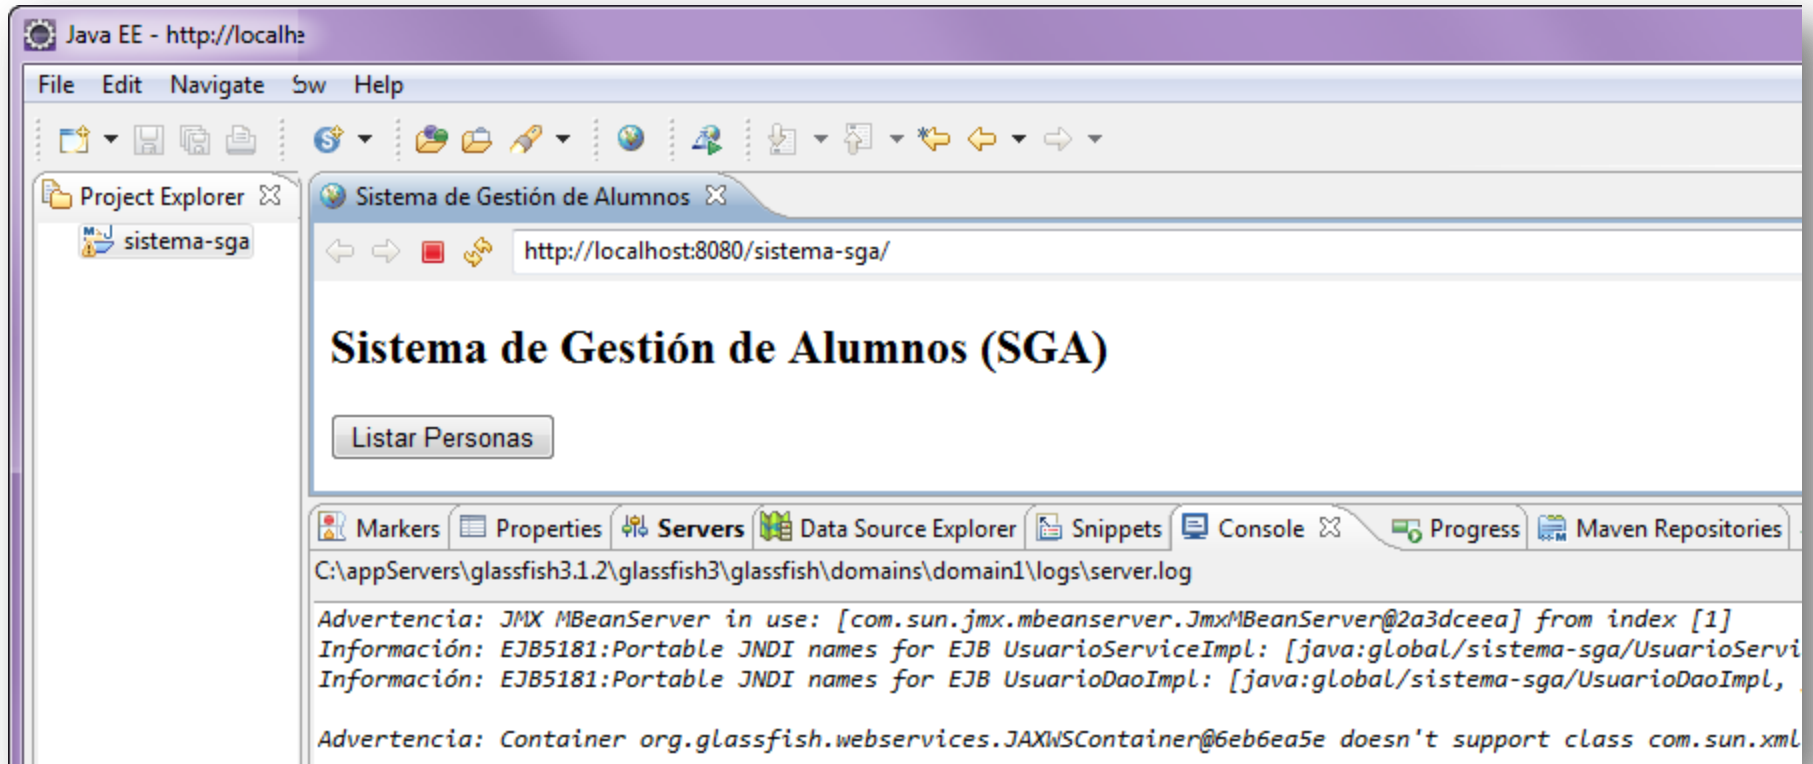 Java EE - http://localhe
File Edit Navigate Sw Help
Project Explorer
Sistema de Gestión de Alumnos
sistema-sga
http://localhost:8080/sistema-sga/
Sistema de Gestión de Alumnos (SGA)
Listar Personas
Markers Properties Servers Data Source Explorer Snippets Console Progress Maven Repositories
C:\appServers\glassfish3.1.2\glassfish3\glassfish\domains\domain1\logs\server.log
Advertencia: JMX MBeanServer in use: [com.sun.jmx.mbeanserver.JmxMBeanServer@2a3dceea] from index [1]
Información: EJB5181:Portable JNDI names for EJB UsuarioServiceImpl: [java:global/sistema-sga/UsuarioServi
Información: EJB5181:Portable JNDI names for EJB UsuarioDaoImpl: [java:global/sistema-sga/UsuarioDaoImpl,
Advertencia: Container org.glassfish.webservices.JAXWSContainer@6eb6ea5e doesn't support class com.sun.xml